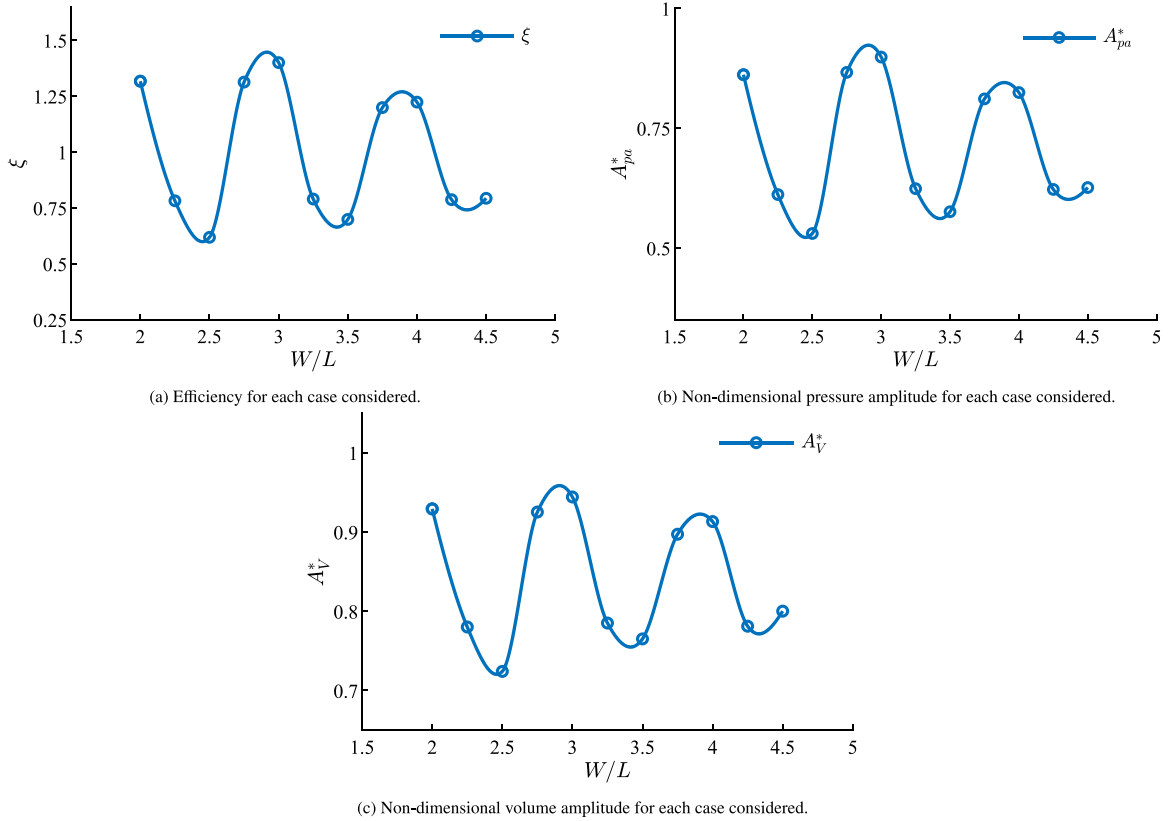 1.5
1.25
1
0.75
0.5
0.25
ξ
ξ
1.5 2 2.5 3 3.5 4 4.5 5
W/L
(a) Efficiency for each case considered.
1
0.75
0.5
A*pa
A*pa
1.5 2 2.5 3 3.5 4 4.5 5
W/L
(b) Non-dimensional pressure amplitude for each case considered.
1
0.9
0.8
0.7
A*V
A*V
1.5 2 2.5 3 3.5 4 4.5 5
W/L
(c) Non-dimensional volume amplitude for each case considered.